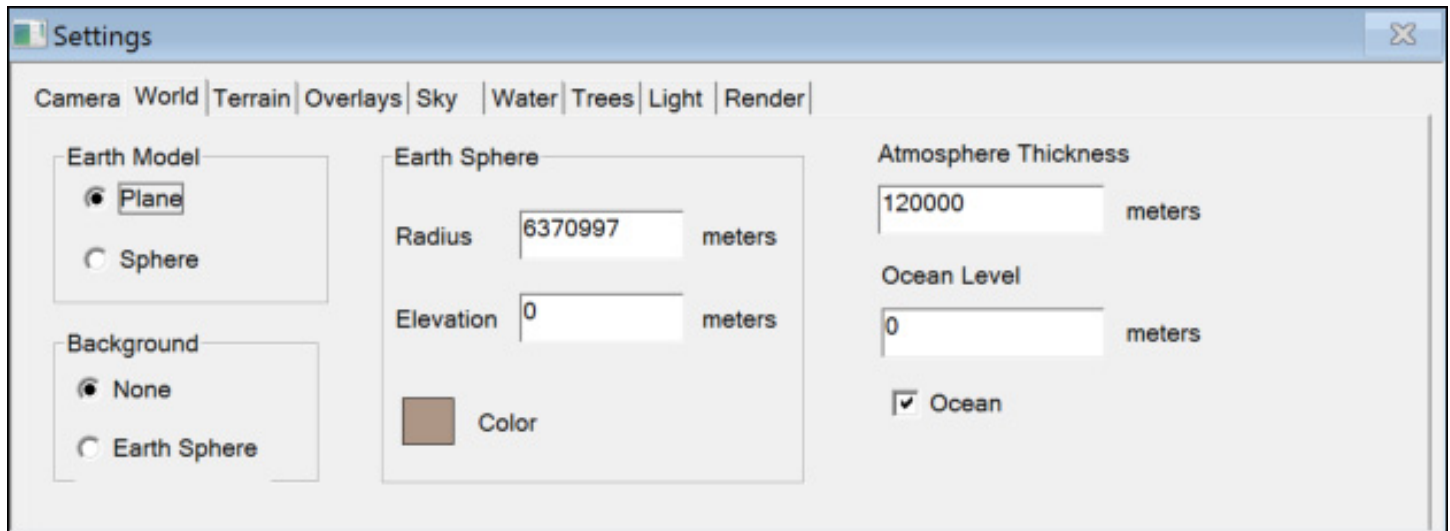 Settings
Camera World Terrain Overlays Sky Water Trees Light Render
Earth Model
Plane
Sphere
Background
None
Earth Sphere
Earth Sphere
Radius 6370997 meters
Elevation 0 meters
Color
Atmosphere Thickness
120000 meters
Ocean Level
0 meters
Ocean